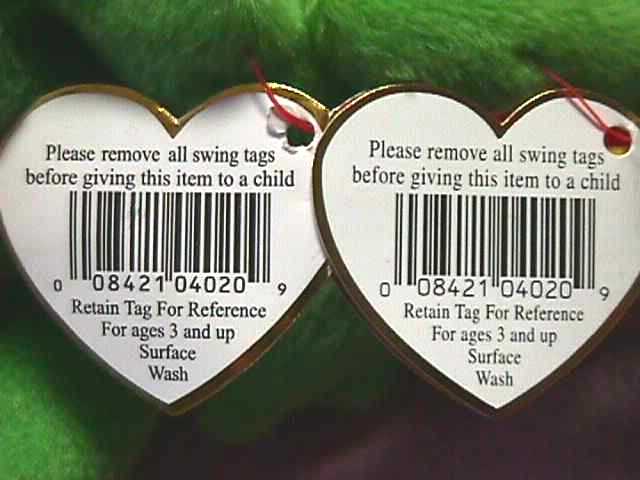 Please remove all swing tags
before giving this item to a child
0 08421 04020 9
Retain Tag For Reference
For ages 3 and up
Surface
Wash
Please remove all swing tags
before giving this item to a child
0 08421 04020 9
Retain Tag For Reference
For ages 3 and up
Surface
Wash